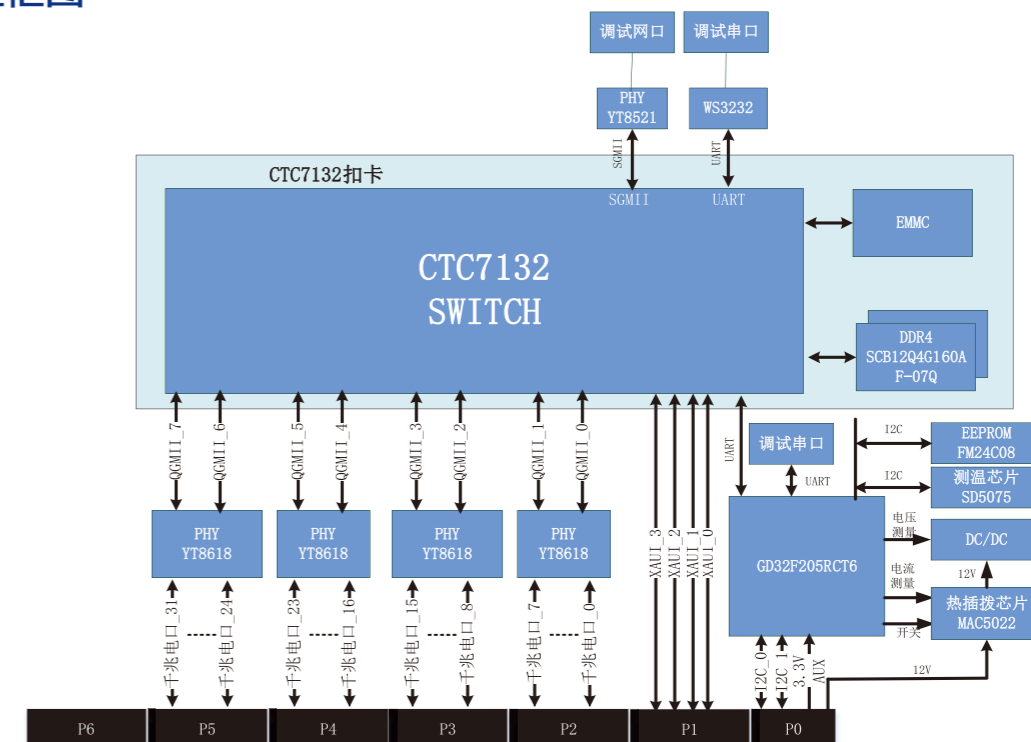 调试网口
调试串口
PHY
YT8521
WS3232
SGMII
UART
CTC7132扣卡
SGMII
UART
CTC7132
SWITCH
EMMC
DDR4
SCB12Q4G160A
F-07Q
QGMII_7
QGMII_6
QGMII_5
QGMII_4
QGMII_3
QGMII_2
QGMII_1
QGMII_0
XAUI_3
XAUI_2
XAUI_1
XAUI_0
UART
调试串口
UART
I2C
EEPROM
FM24C08
I2C
测温芯片
SD5075
PHY
YT8618
PHY
YT8618
PHY
YT8618
PHY
YT8618
GD32F205RCT6
电压
测量
DC/DC
电流
测量
12V
热插拨芯片
MAC5022
开关
千兆电口_31
千兆电口_24
千兆电口_23
千兆电口_16
千兆电口_15
千兆电口_8
千兆电口_7
千兆电口_0
I2C_0
I2C_1
3.3V
AUX
12V
P6
P5
P4
P3
P2
P1
P0